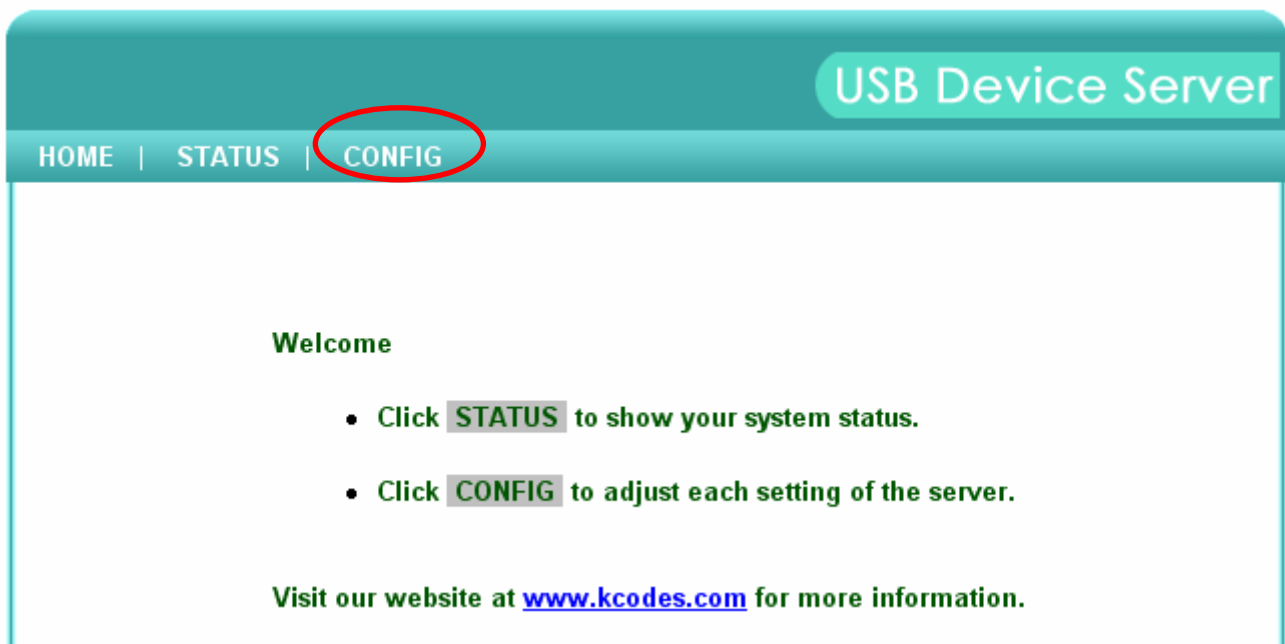 USB Device Server
HOME | STATUS | CONFIG
Welcome
• Click STATUS to show your system status.
• Click CONFIG to adjust each setting of the server.
Visit our website at www.kcodes.com for more information.